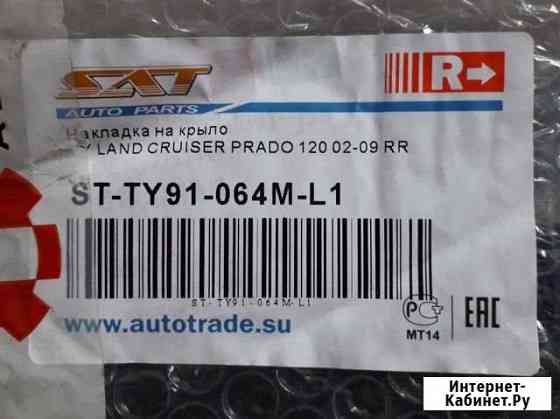 SAT
AUTO PARTS
R
Накладка на крыло
LAND CRUISER PRADO 120 02-09 RR
ST-TY91-064M-L1
ST-TY91-064M-L1
www.autotrade.su
МТ14
EAC
Интернет-
Кабинет.Ру